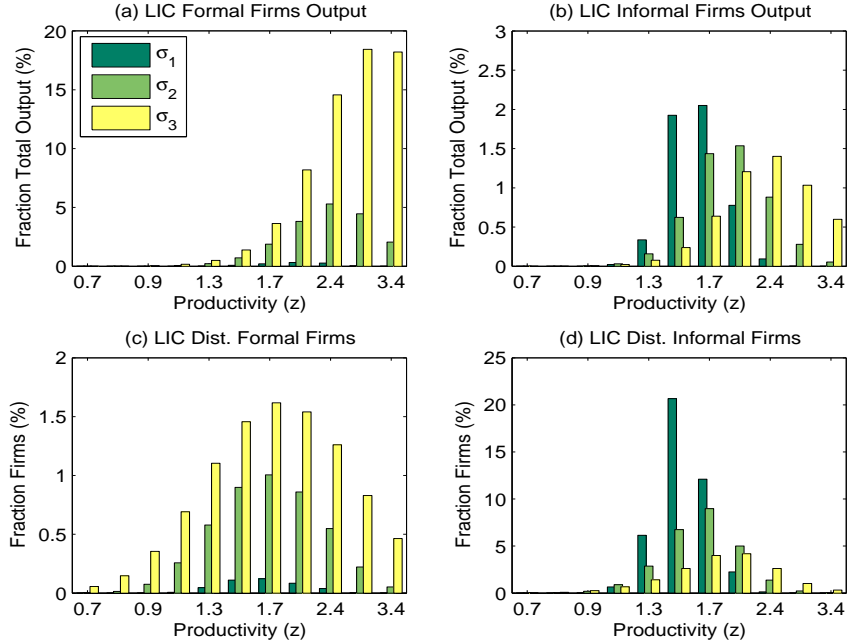 (a) LIC Formal Firms Output
20
15
10
5
0
Fraction Total Output (%)
σ1
σ2
σ3
0.7 0.9 1.3 1.7 2.4 3.4
Productivity (z)
(b) LIC Informal Firms Output
3
2.5
2
1.5
1
0.5
0
Fraction Total Output (%)
0.7 0.9 1.3 1.7 2.4 3.4
Productivity (z)
(c) LIC Dist. Formal Firms
2
1.5
1
0.5
0
Fraction Firms (%)
0.7 0.9 1.3 1.7 2.4 3.4
Productivity (z)
(d) LIC Dist. Informal Firms
25
20
15
10
5
0
Fraction Firms (%)
0.7 0.9 1.3 1.7 2.4 3.4
Productivity (z)